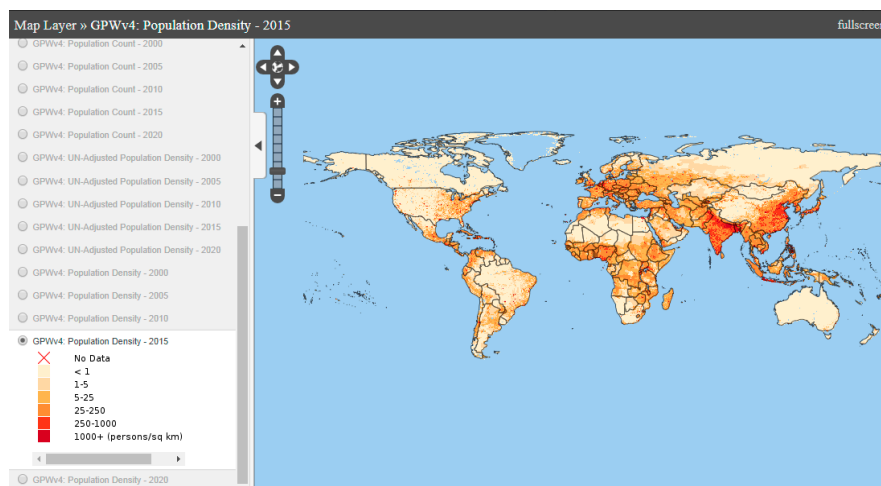 Map Layer » GPWv4: Population Density - 2015
fullscreen
GPWv4: Population Count - 2000
GPWv4: Population Count - 2005
GPWv4: Population Count - 2010
GPWv4: Population Count - 2015
GPWv4: Population Count - 2020
GPWv4: UN-Adjusted Population Density - 2000
GPWv4: UN-Adjusted Population Density - 2005
GPWv4: UN-Adjusted Population Density - 2010
GPWv4: UN-Adjusted Population Density - 2015
GPWv4: UN-Adjusted Population Density - 2020
GPWv4: Population Density - 2000
GPWv4: Population Density - 2005
GPWv4: Population Density - 2010
GPWv4: Population Density - 2015
No Data
< 1
1-5
5-25
25-250
250-1000
1000+ (persons/sq km)
GPWv4: Population Density - 2020